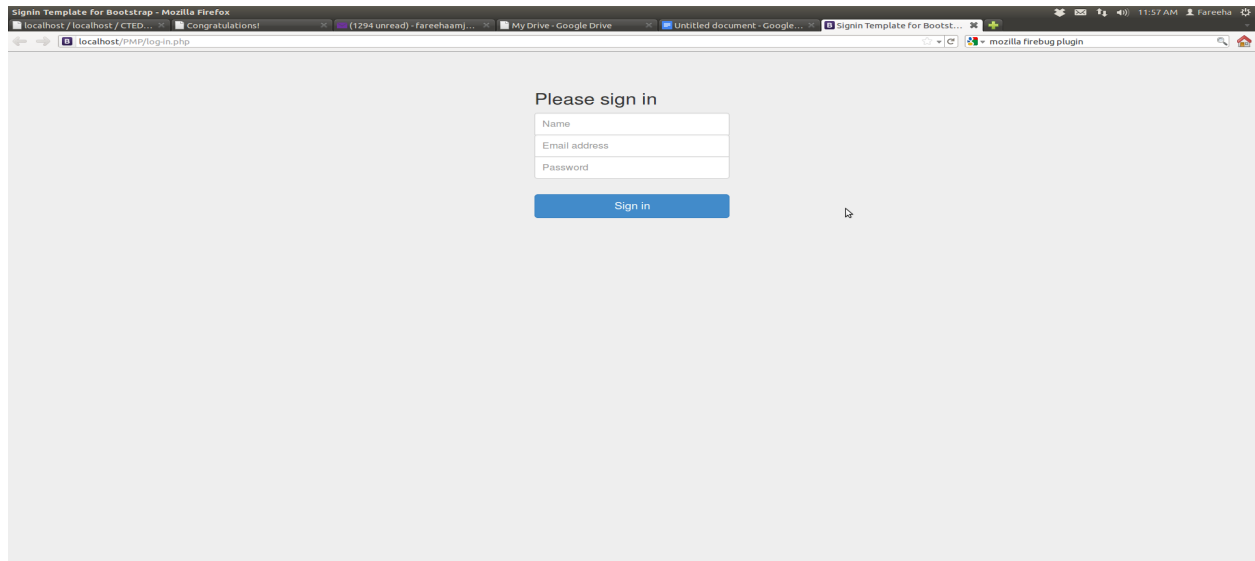 Signin Template for Bootstrap - Mozilla Firefox
11:57 AM Fareeha
localhost / localhost / CTED...
Congratulations!
(1294 unread) - fareehaamj...
My Drive - Google Drive
Untitled document - Google...
Signin Template for Bootst...
B localhost/PMP/log-in.php
mozilla firebug plugin
Please sign in
Name
Email address
Password
Sign in